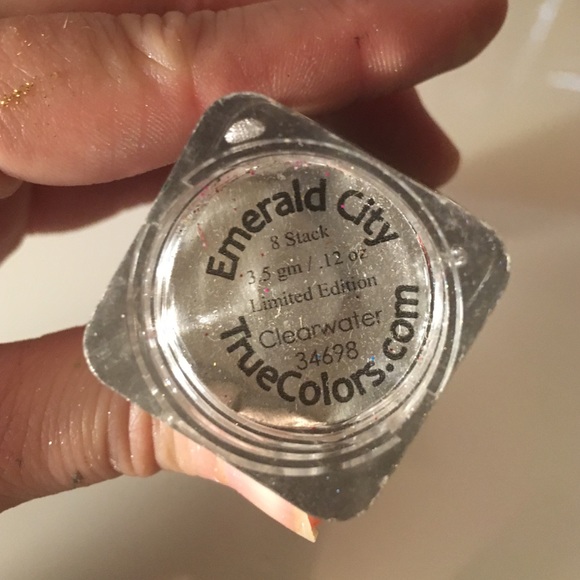 Emerald City
8 Stack
3.5 gm / .12 oz
Limited Edition
Clearwater
34698
TrueColors.com